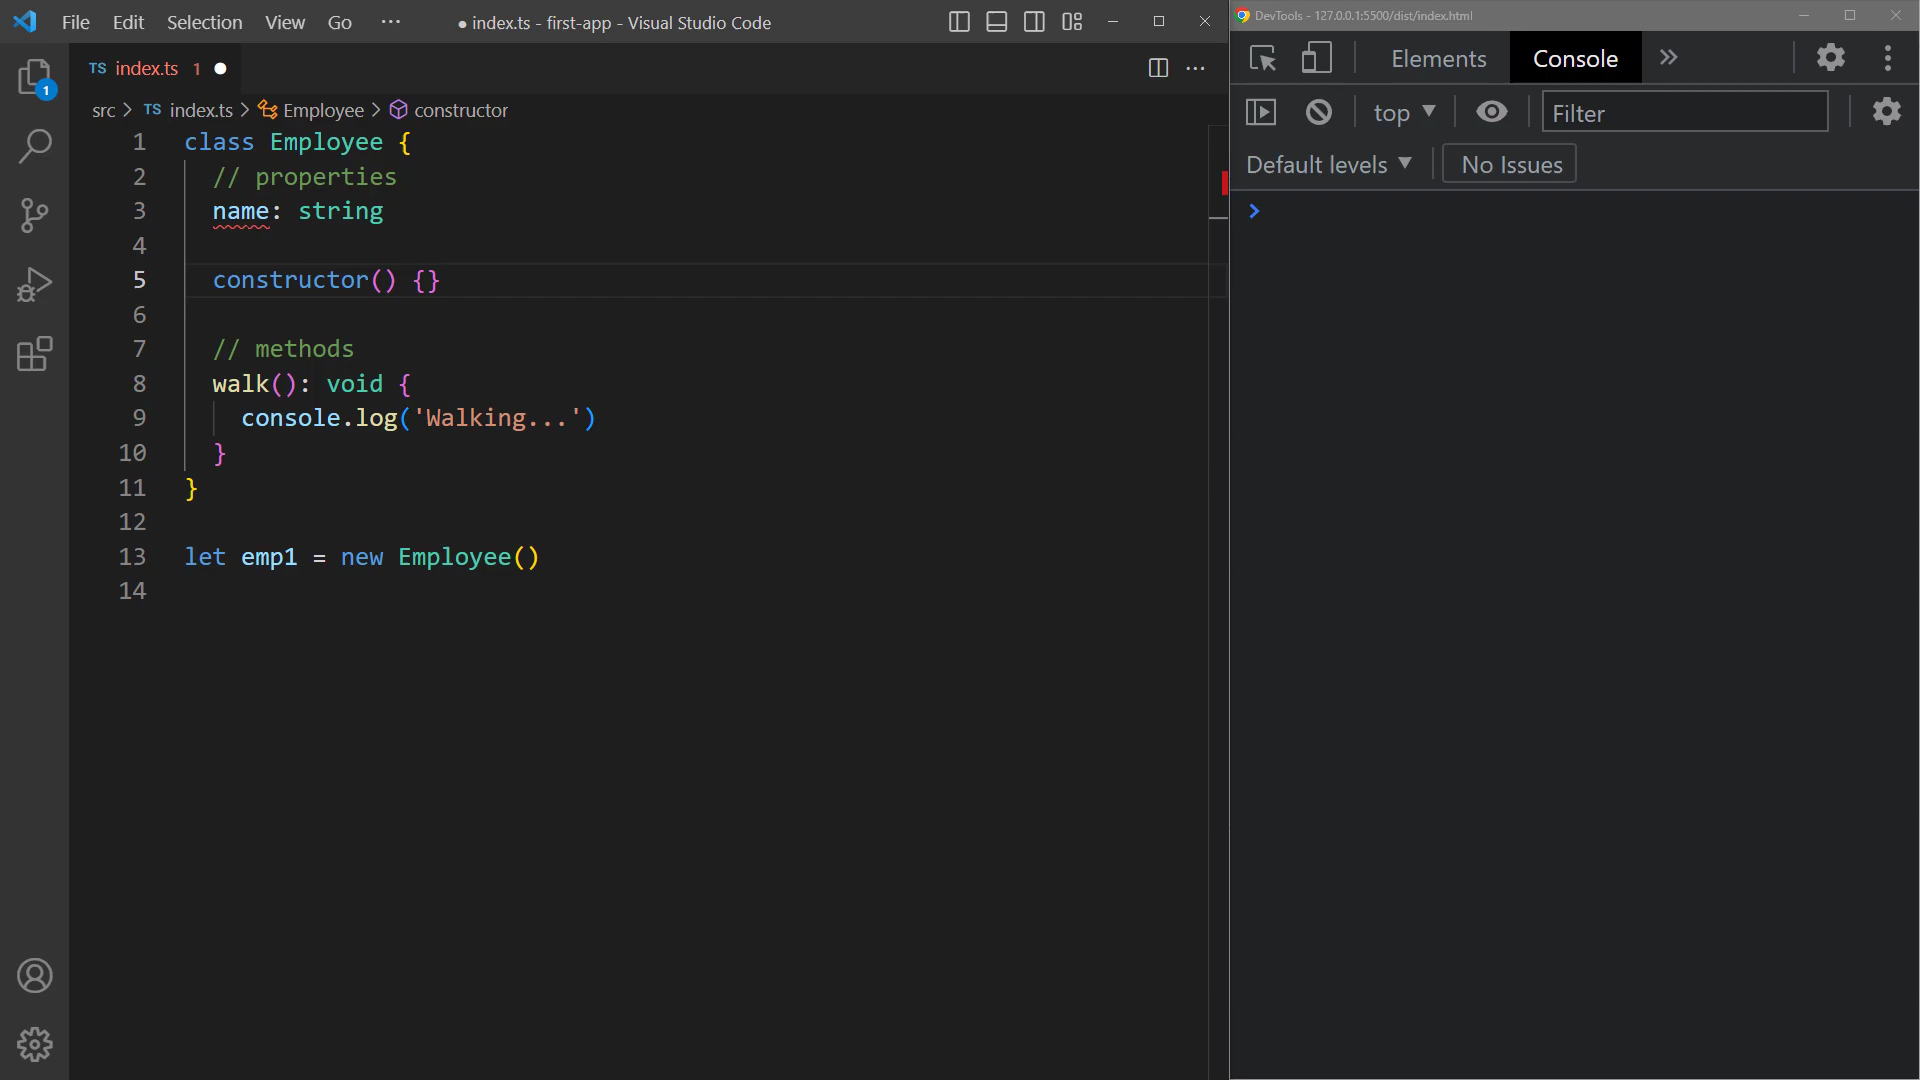 File Edit Selection View Go ··· ● index.ts - first-app - Visual Studio Code
TS index.ts 1 ●
src > TS index.ts > Employee > constructor
1
1 class Employee {
2 // properties
3 name: string
4
5 constructor() {}
6
7 // methods
8 walk(): void {
9 console.log('Walking...')
10 }
11 }
12
13 let emp1 = new Employee()
14
DevTools - 127.0.0.1:5500/dist/index.html
Elements Console »
top ▼ Filter
Default levels ▼ No Issues
>